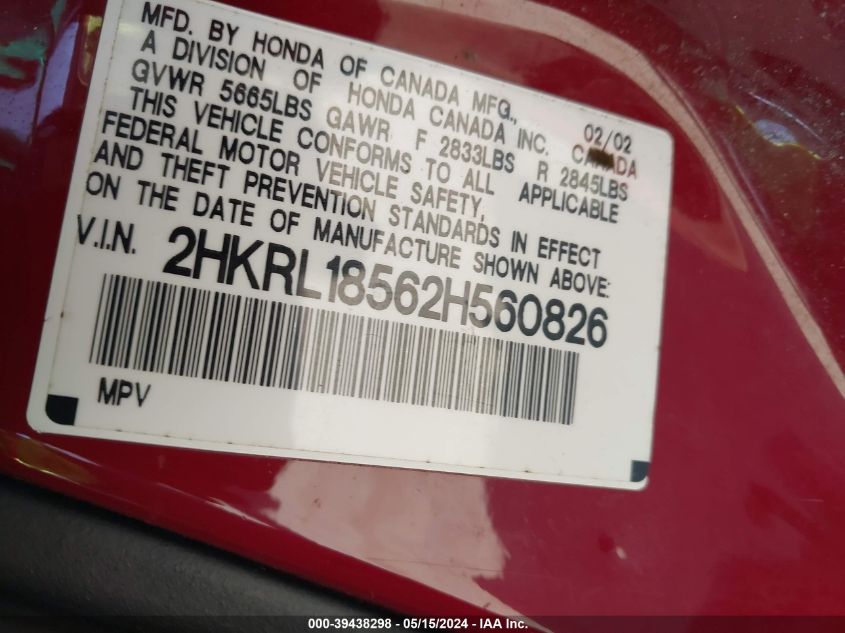 MFD. BY HONDA OF CANADA MFG., 02/02
A DIVISION OF HONDA CANADA INC. CANADA
GVWR 5665LBS GAWR F 2833LBS R 2845LBS
THIS VEHICLE CONFORMS TO ALL APPLICABLE
FEDERAL MOTOR VEHICLE SAFETY,
AND THEFT PREVENTION STANDARDS IN EFFECT
ON THE DATE OF MANUFACTURE SHOWN ABOVE:
V.I.N. 2HKRL18562H560826
MPV
000-39438298 - 05/15/2024 - IAA Inc.